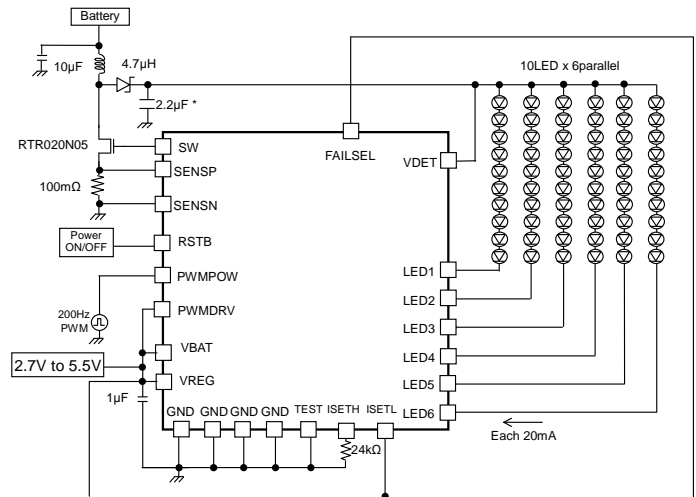 Battery
4.7μH
10μF
10LED x 6parallel
2.2μF *
RTR020N05
SW
FAILSEL
VDET
SENSP
100mΩ
SENSN
Power
ON/OFF
RSTB
PWMPOW
LED1
200Hz
PWM
PWMDRV
LED2
LED3
VBAT
2.7V to 5.5V
LED4
VREG
LED5
1μF
GND GND GND GND TEST ISETH ISETL
LED6
Each 20mA
24kΩ